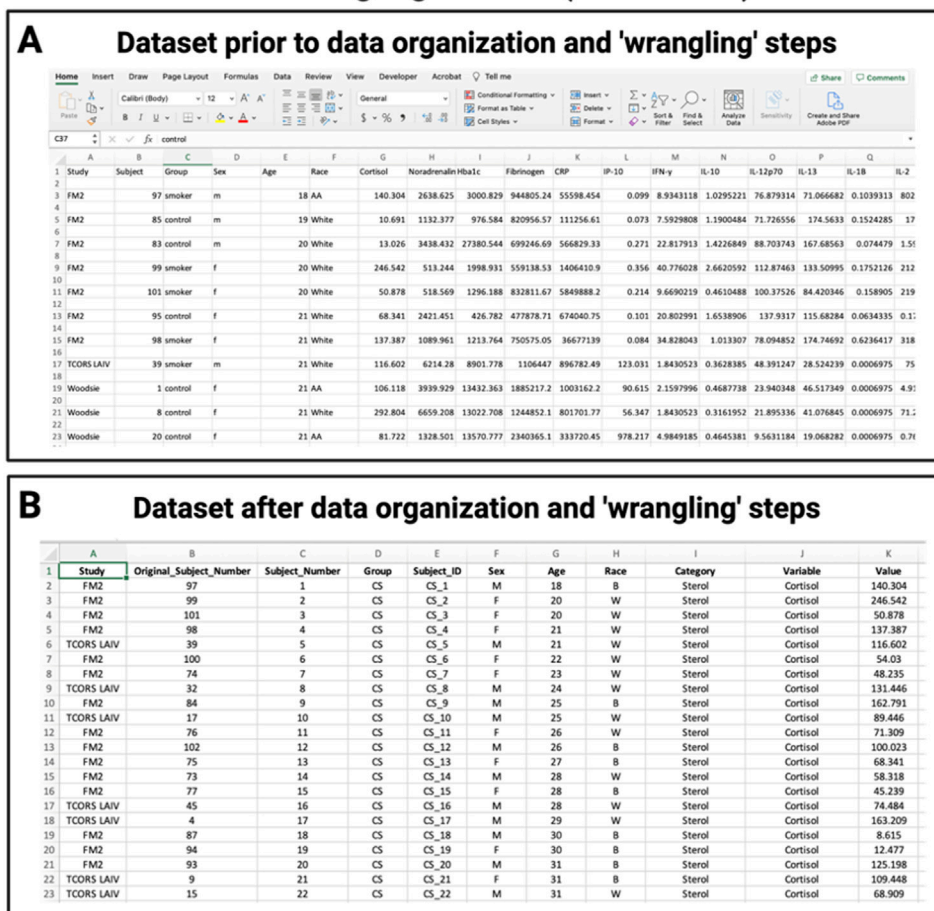 A Dataset prior to data organization and 'wrangling' steps
Home Insert Draw Page Layout Formulas Data Review View Developer Acrobat Tell me Share Comments
Paste Calibri (Body) 12 A^ A˅ General Conditional Formatting Insert
Format as Table Delete
B I U A $ % Cell Styles Format Sort & Filter Find & Select Analyze Data Sensitivity Create and Share Adobe PDF
C37 fx control
A B C D E F G H I J K L M N O P Q
1 Study Subject Group Sex Age Race Cortisol Noradrenalin Hba1c Fibrinogen CRP IP-10 IFN-y IL-10 IL-12p70 IL-13 IL-1B IL-2
2
3 FM2 97 smoker m 18 AA 140.304 2638.625 3000.829 944805.24 55598.454 0.099 8.9343118 1.0295221 76.879314 71.066682 0.1039313 802
4
5 FM2 85 control m 19 White 10.691 1132.377 976.584 820956.57 111256.61 0.073 7.5929808 1.1900484 71.726556 174.5633 0.1524285 17
6
7 FM2 83 control m 20 White 13.026 3438.432 27380.544 699246.69 566829.33 0.271 22.817913 1.4226849 88.703743 167.68563 0.074479 1.59
8
9 FM2 99 smoker f 20 White 246.542 513.244 1998.931 559138.53 1406410.9 0.356 40.776028 2.6620592 112.87463 133.50995 0.1752126 212
10
11 FM2 101 smoker f 20 White 50.878 518.569 1296.188 832811.67 5849888.2 0.214 9.6690219 0.4610488 100.37526 84.420346 0.158905 219
12
13 FM2 95 control f 21 White 68.341 2421.451 426.782 477878.71 674040.75 0.101 20.802991 1.6538906 137.9317 115.68284 0.0634335
14
15 FM2 98 smoker f 21 White 137.387 1089.961 1213.764 750575.05 36677139 0.084 34.828043 1.013307 78.094852 174.74692 0.6236417 318
16
17 TCORS LAIV 39 smoker m 21 White 116.602 6214.28 8901.778 1106447 896782.49 123.031 1.8430523 0.3628385 48.391247 28.524239 0.0006975 75
18
19 Woodsie 1 control f 21 AA 106.118 3939.929 13432.363 1885217.2 1003162.2 90.615 2.1597996 0.4687738 23.940348 46.517349 0.0006975
20
21 Woodsie 8 control f 21 White 292.804 6659.208 13022.708 1244852.1 801701.77 56.347 1.8430523 0.3161952 21.895336 41.076845 0.0006975
22
23 Woodsie 20 control f 21 AA 81.722 1328.501 13570.777 2340365.1 333720.45 978.217 4.9849185 0.4645381 9.5631184 19.068282 0.0006975
B Dataset after data organization and 'wrangling' steps
A B C D E F G H I J K
1 Study Original_Subject_Number Subject_Number Group Subject_ID Sex Age Race Category Variable Value
2 FM2 97 1 CS CS_1 M 18 B Sterol Cortisol 140.304
3 FM2 99 2 CS CS_2 F 20 W Sterol Cortisol 246.542
4 FM2 101 3 CS CS_3 F 20 W Sterol Cortisol 50.878
5 FM2 98 4 CS CS_4 F 21 W Sterol Cortisol 137.387
6 TCORS LAIV 39 5 CS CS_5 M 21 W Sterol Cortisol 116.602
7 FM2 100 6 CS CS_6 F 22 W Sterol Cortisol 54.03
8 FM2 74 7 CS CS_7 F 23 W Sterol Cortisol 48.235
9 TCORS LAIV 32 8 CS CS_8 M 24 W Sterol Cortisol 131.446
10 FM2 84 9 CS CS_9 M 25 B Sterol Cortisol 162.791
11 TCORS LAIV 17 10 CS CS_10 M 25 W Sterol Cortisol 89.446
12 FM2 76 11 CS CS_11 F 26 W Sterol Cortisol 71.309
13 FM2 102 12 CS CS_12 M 26 B Sterol Cortisol 100.023
14 FM2 75 13 CS CS_13 F 27 B Sterol Cortisol 68.341
15 FM2 73 14 CS CS_14 M 28 W Sterol Cortisol 58.318
16 FM2 77 15 CS CS_15 F 28 B Sterol Cortisol 45.239
17 TCORS LAIV 45 16 CS CS_16 M 28 W Sterol Cortisol 74.484
18 TCORS LAIV 4 17 CS CS_17 M 29 W Sterol Cortisol 163.209
19 FM2 87 18 CS CS_18 M 30 B Sterol Cortisol 8.615
20 FM2 94 19 CS CS_19 F 30 B Sterol Cortisol 12.477
21 FM2 93 20 CS CS_20 M 31 B Sterol Cortisol 125.198
22 TCORS LAIV 9 21 CS CS_21 F 31 B Sterol Cortisol 109.448
23 TCORS LAIV 15 22 CS CS_22 M 31 W Sterol Cortisol 68.909